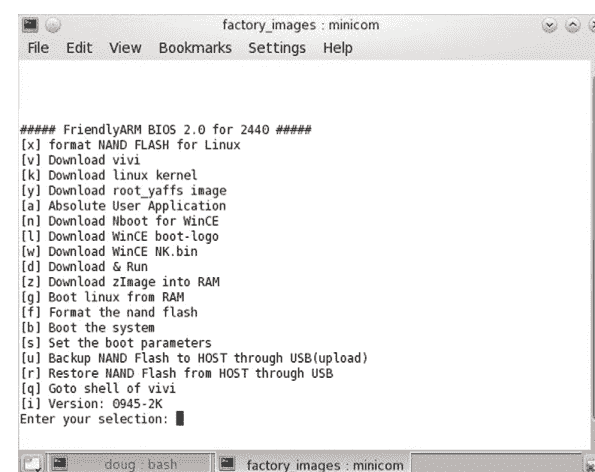 factory_images : minicom
File Edit View Bookmarks Settings Help
##### FriendlyARM BIOS 2.0 for 2440 #####
[x] format NAND FLASH for Linux
[v] Download vivi
[k] Download linux kernel
[y] Download root_yaffs image
[a] Absolute User Application
[n] Download Nboot for WinCE
[l] Download WinCE boot-logo
[w] Download WinCE NK.bin
[d] Download & Run
[z] Download zImage into RAM
[g] Boot linux from RAM
[f] Format the nand flash
[b] Boot the system
[s] Set the boot parameters
[u] Backup NAND Flash to HOST through USB(upload)
[r] Restore NAND Flash from HOST through USB
[q] Goto shell of vivi
[i] Version: 0945-2K
Enter your selection:
doug : bash factory_images : minicom